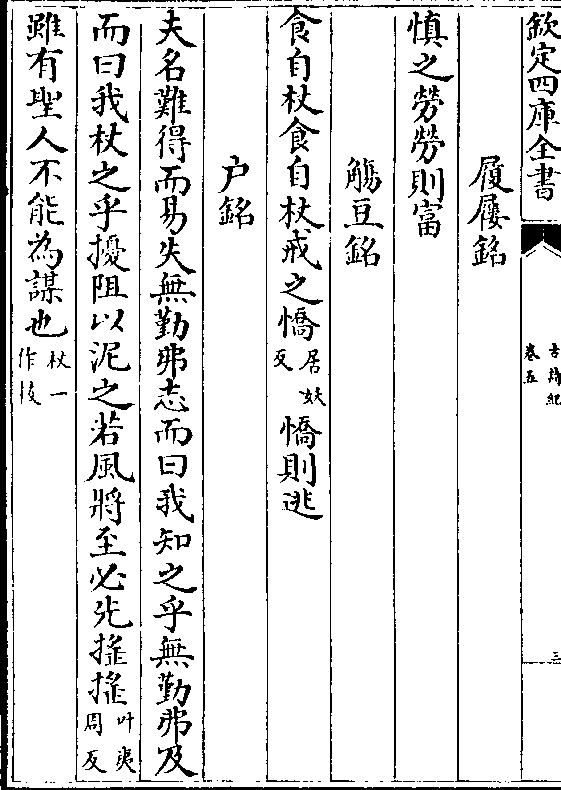 欽定四庫全書
古詩紀
卷五
三
履屨銘
慎之勞勞則富
觴豆銘
食自杖食自杖戒之憍居妖反憍則逃
户銘
夫名難得而易失無勤弗志而曰我知之乎無勤弗及
而曰我杖之乎擾阻以泥之若風將至必先搖搖叶夷周反
雖有聖人不能為謀也杖一作枝